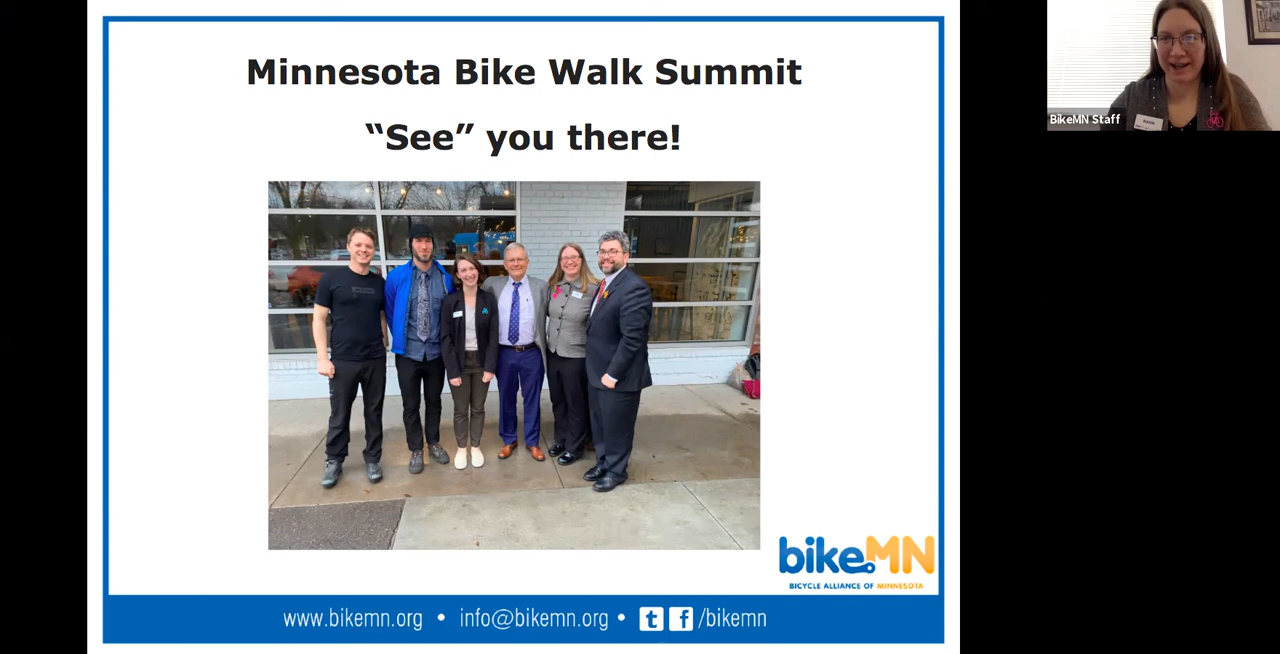 Minnesota Bike Walk Summit
“See” you there!
BikeMN Staff
bikeMN
BICYCLE ALLIANCE OF MINNESOTA
www.bikemn.org • info@bikemn.org • t f /bikemn